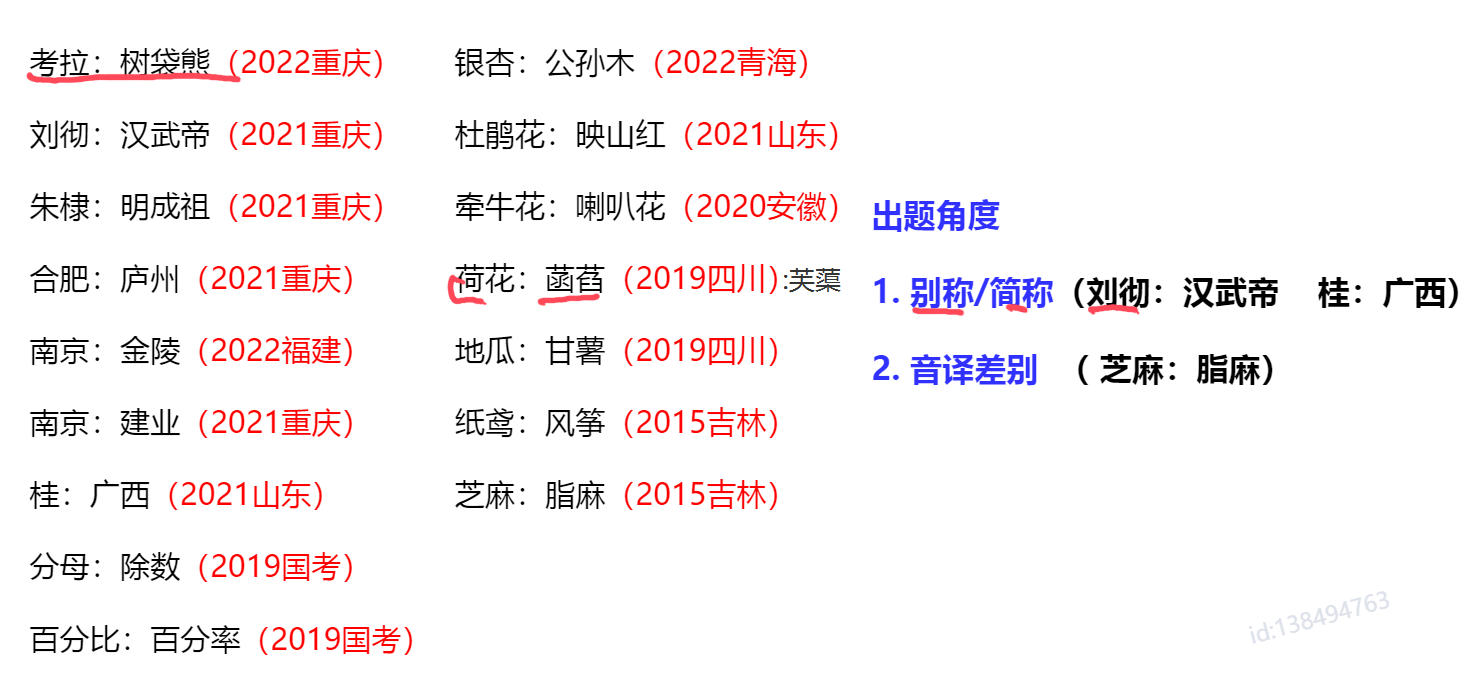 考拉：树袋熊（2022重庆）
刘彻：汉武帝（2021重庆）
朱棣：明成祖（2021重庆）
合肥：庐州（2021重庆）
南京：金陵（2022福建）
南京：建业（2021重庆）
桂：广西（2021山东）
分母：除数（2019国考）
百分比：百分率（2019国考）
银杏：公孙木（2022青海）
杜鹃花：映山红（2021山东）
牵牛花：喇叭花（2020安徽）
荷花：菡萏（2019四川）:芙蕖
地瓜：甘薯（2019四川）
纸鸢：风筝（2015吉林）
芝麻：脂麻（2015吉林）
出题角度
1. 别称/简称（刘彻：汉武帝 桂：广西）
2. 音译差别 （ 芝麻：脂麻）
id:138494763